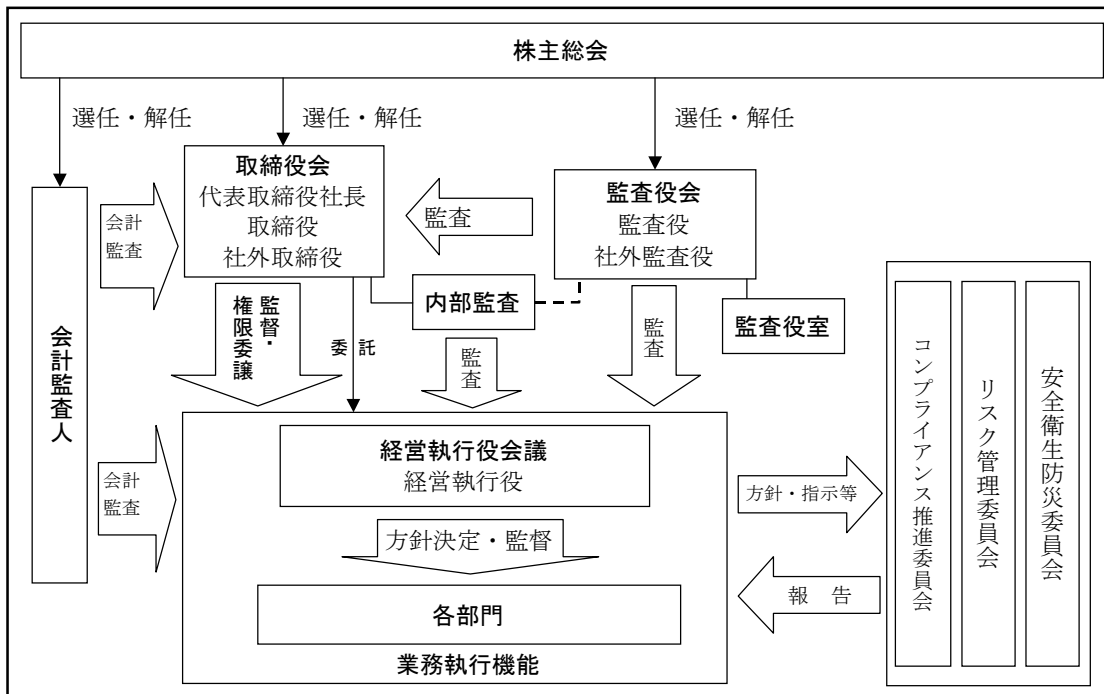 株主総会
選任・解任
選任・解任
選任・解任
取締役会
代表取締役社長
取締役
社外取締役
監査役会
監査役
社外監査役
監査
会計
監査
会計監査人
内部監査
監査役室
監督・
権限委譲
委託
監査
監査
経営執行役会議
経営執行役
方針決定・監督
各部門
業務執行機能
会計
監査
方針・指示等
報　告
コンプライアンス推進委員会
リスク管理委員会
安全衛生防災委員会